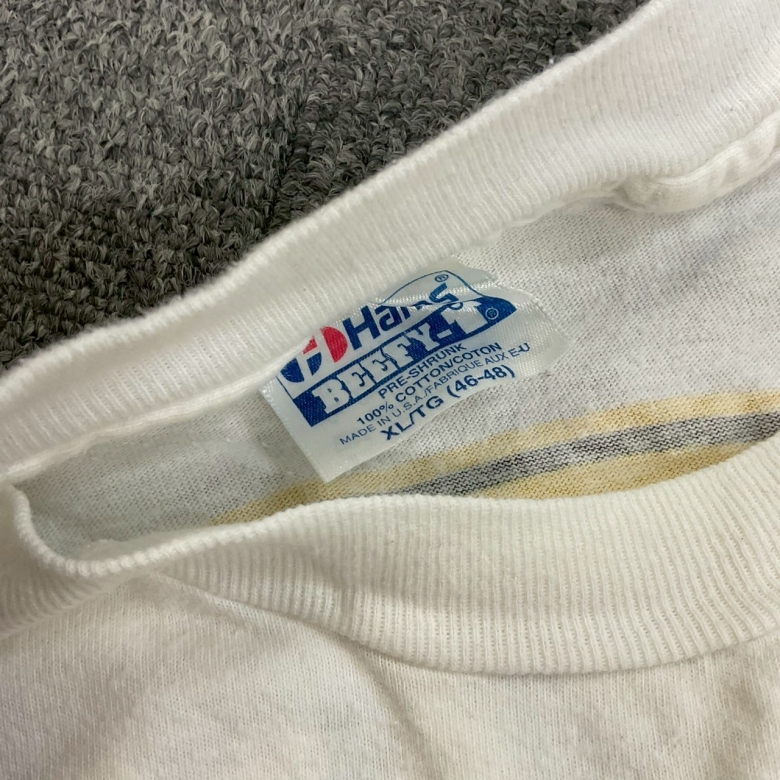 Hanes®
BEEFY-T®
PRE-SHRUNK
100% COTTON/COTON
MADE IN U.S.A./FABRIQUE AUX E-U
XL/TG (46-48)